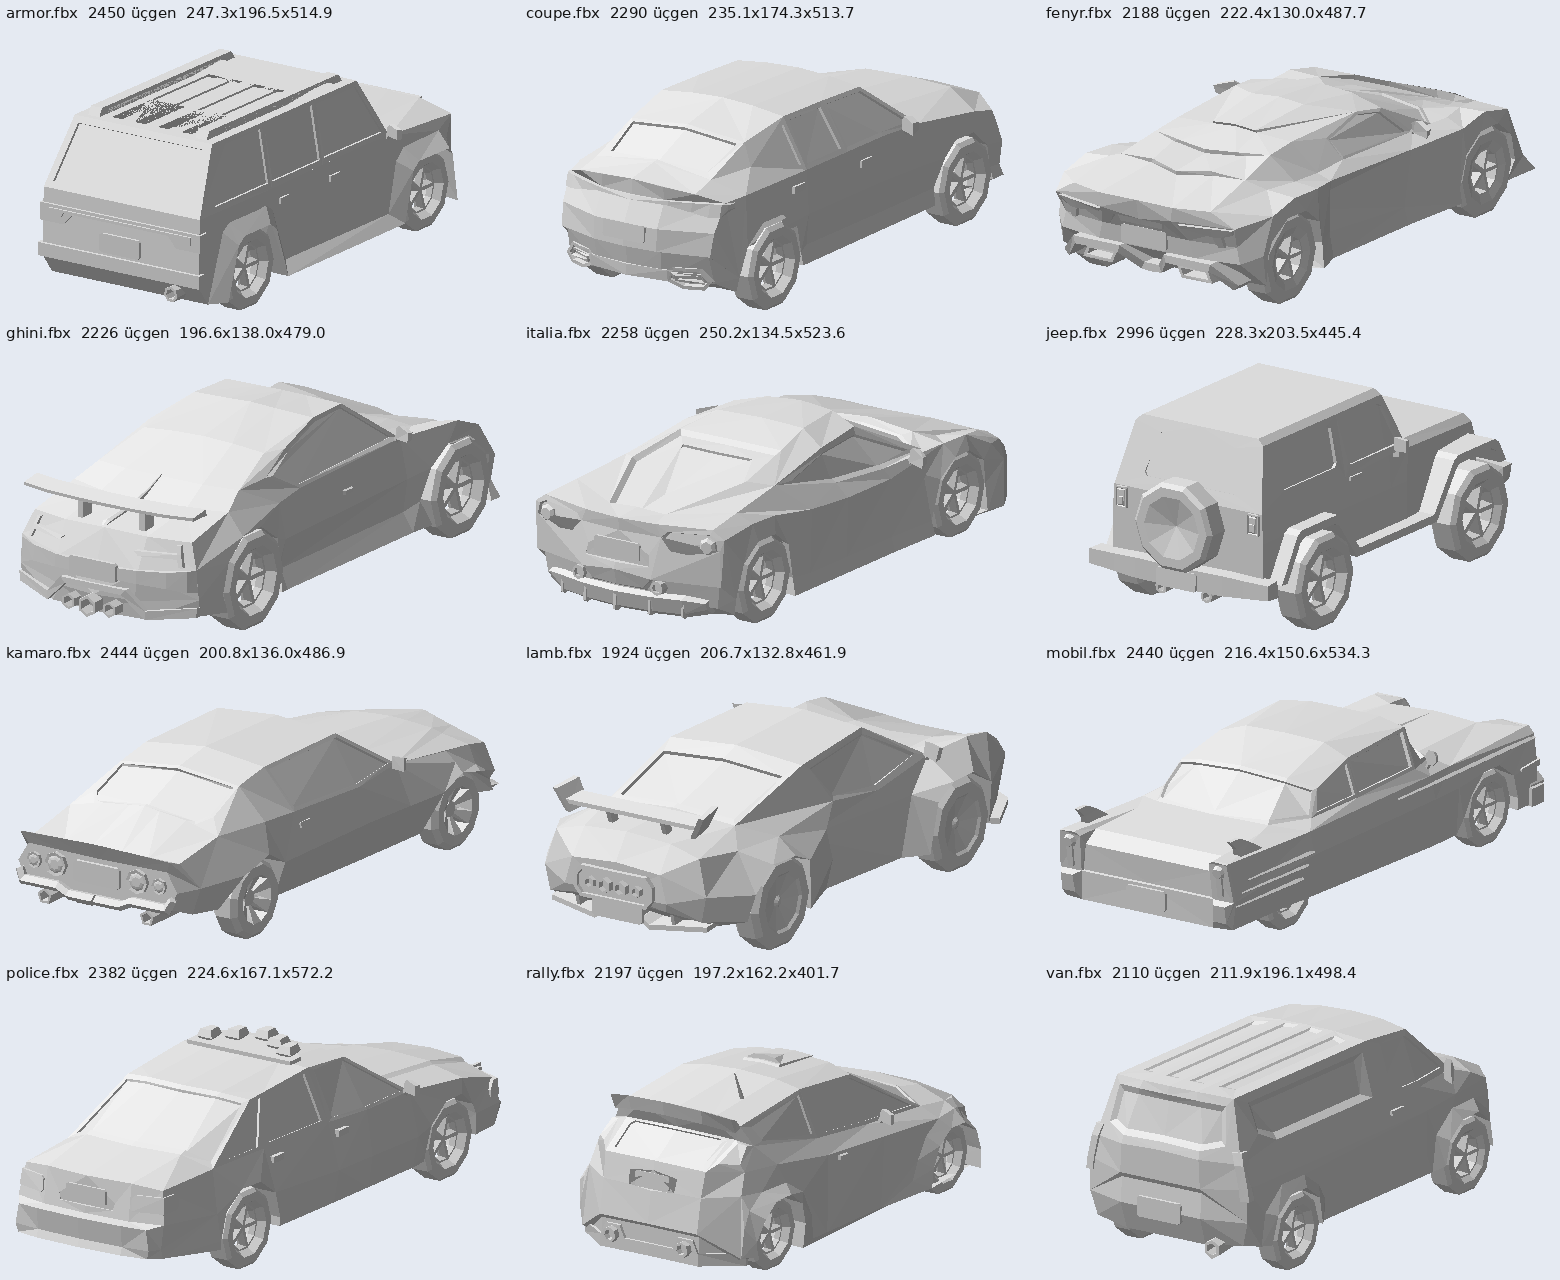 armor.fbx 2450 üçgen 247.3x196.5x514.9
coupe.fbx 2290 üçgen 235.1x174.3x513.7
fenyr.fbx 2188 üçgen 222.4x130.0x487.7
ghini.fbx 2226 üçgen 196.6x138.0x479.0
italia.fbx 2258 üçgen 250.2x134.5x523.6
jeep.fbx 2996 üçgen 228.3x203.5x445.4
kamaro.fbx 2444 üçgen 200.8x136.0x486.9
lamb.fbx 1924 üçgen 206.7x132.8x461.9
mobil.fbx 2440 üçgen 216.4x150.6x534.3
police.fbx 2382 üçgen 224.6x167.1x572.2
rally.fbx 2197 üçgen 197.2x162.2x401.7
van.fbx 2110 üçgen 211.9x196.1x498.4